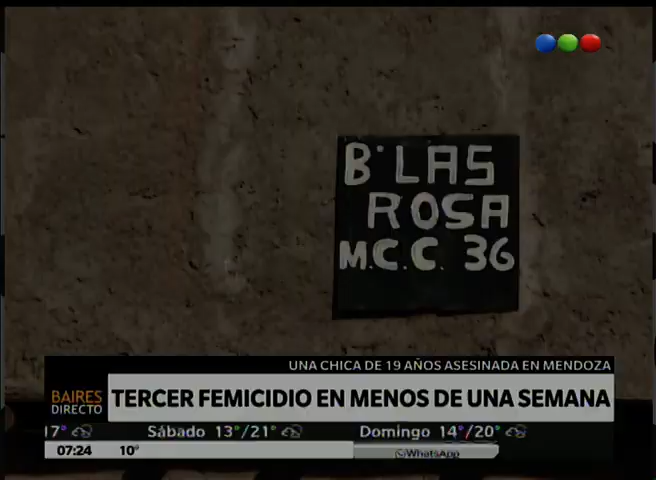 B° LAS
ROSA
M.C.C. 36
UNA CHICA DE 19 AÑOS ASESINADA EN MENDOZA
BAIRES
DIRECTO
TERCER FEMICIDIO EN MENOS DE UNA SEMANA
17° Sábado 13°/21° Domingo 14°/20°
07:24 10° WhatsApp